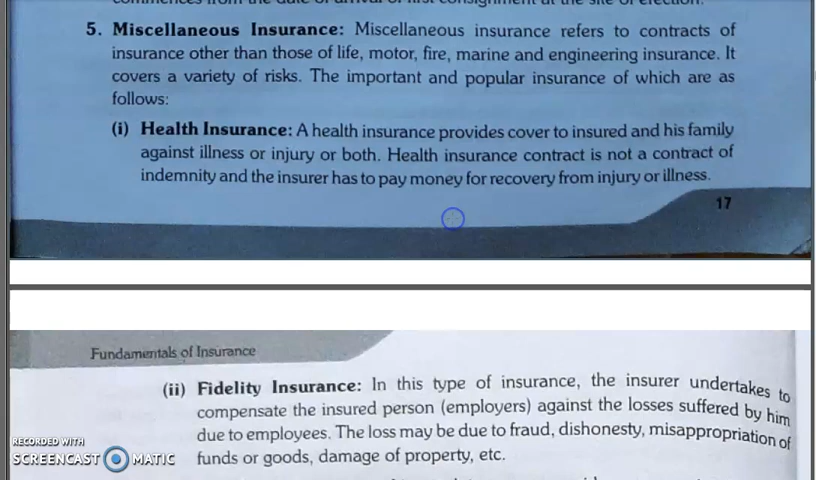 5. Miscellaneous Insurance: Miscellaneous insurance refers to contracts of
insurance other than those of life, motor, fire, marine and engineering insurance. It
covers a variety of risks. The important and popular insurance of which are as
follows:
(i) Health Insurance: A health insurance provides cover to insured and his family
against illness or injury or both. Health insurance contract is not a contract of
indemnity and the insurer has to pay money for recovery from injury or illness.
17
Fundamentals of Insurance
(ii) Fidelity Insurance: In this type of insurance, the insurer undertakes to
compensate the insured person (employers) against the losses suffered by him
due to employees. The loss may be due to fraud, dishonesty, misappropriation of
funds or goods, damage of property, etc.
RECORDED WITH
SCREENCAST MATIC